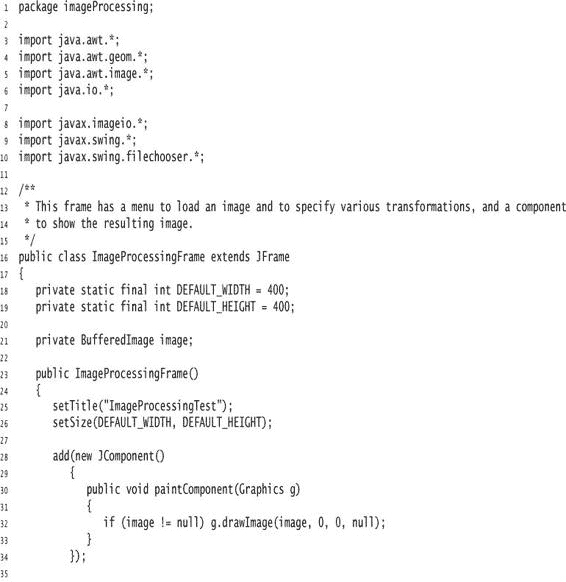 1 package imageProcessing;
2
3 import java.awt.*;
4 import java.awt.geom.*;
5 import java.awt.image.*;
6 import java.io.*;
7
8 import javax.imageio.*;
9 import javax.swing.*;
10 import javax.swing.filechooser.*;
11
12 /**
13  * This frame has a menu to load an image and to specify various transformations, and a component
14  * to show the resulting image.
15  */
16 public class ImageProcessingFrame extends JFrame
17 {
18    private static final int DEFAULT_WIDTH = 400;
19    private static final int DEFAULT_HEIGHT = 400;
20
21    private BufferedImage image;
22
23    public ImageProcessingFrame()
24    {
25       setTitle("ImageProcessingTest");
26       setSize(DEFAULT_WIDTH, DEFAULT_HEIGHT);
27
28       add(new JComponent()
29          {
30             public void paintComponent(Graphics g)
31             {
32                if (image != null) g.drawImage(image, 0, 0, null);
33             }
34          });
35